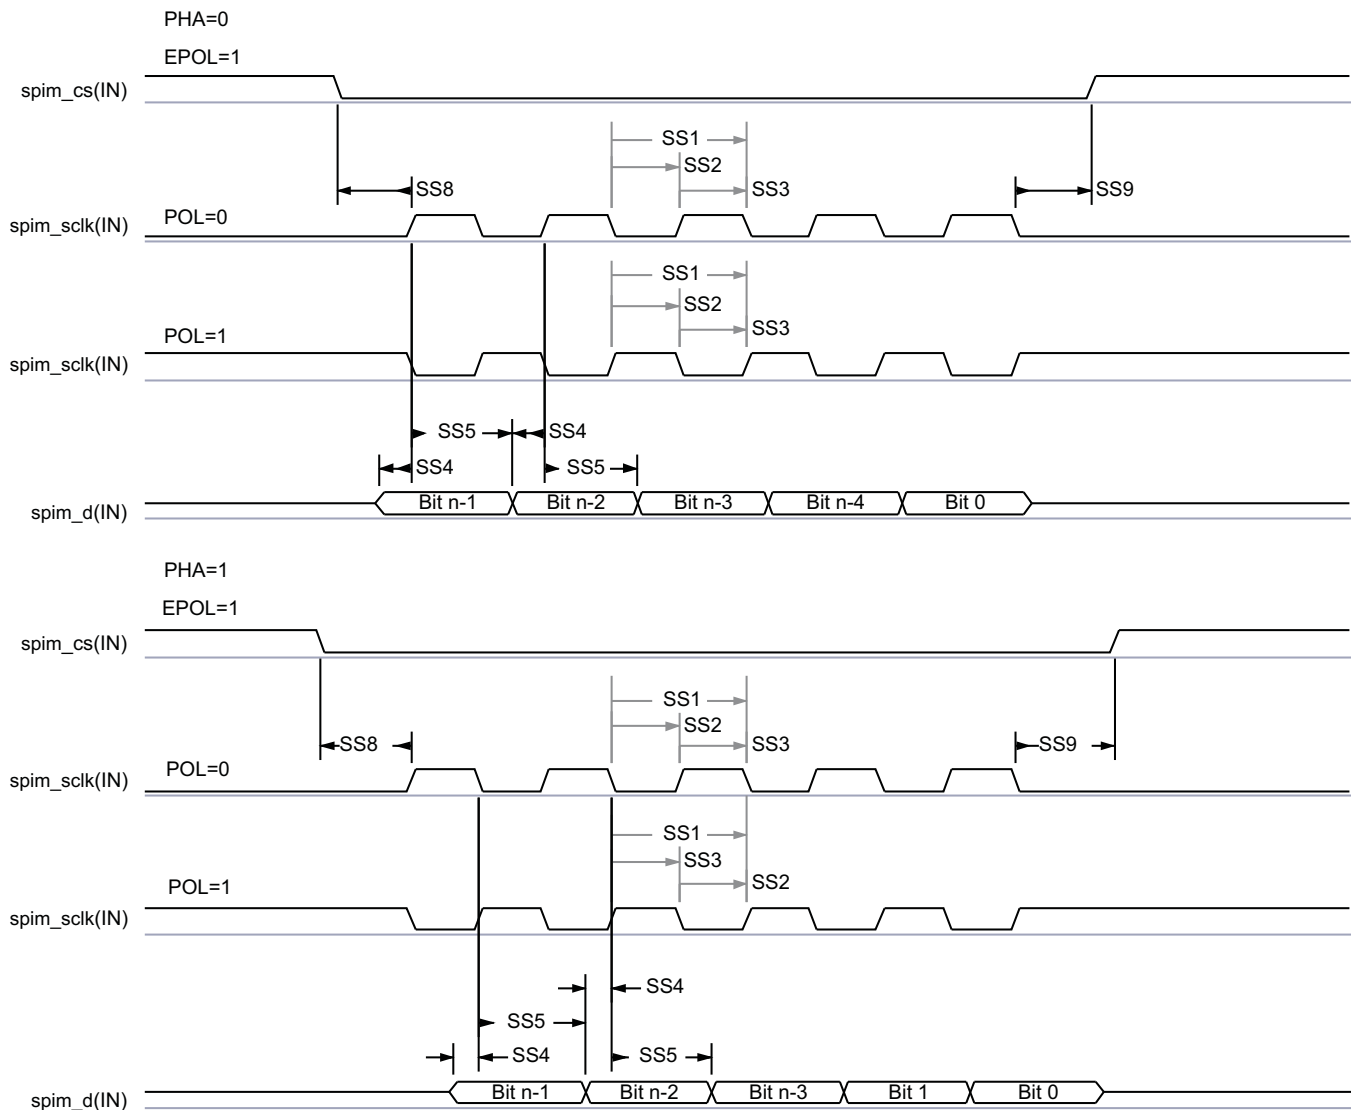 PHA=0
EPOL=1
spim_cs(IN)
SS1
SS2
SS8 SS3 SS9
POL=0
spim_sclk(IN)
SS1
SS2
SS3
POL=1
spim_sclk(IN)
SS5 SS4
SS4 SS5
Bit n-1 Bit n-2 Bit n-3 Bit n-4 Bit 0
spim_d(IN)
PHA=1
EPOL=1
spim_cs(IN)
SS1
SS2
SS8 SS3 SS9
POL=0
spim_sclk(IN)
SS1
SS3
SS2
POL=1
spim_sclk(IN)
SS4
SS5
SS4 SS5
Bit n-1 Bit n-2 Bit n-3 Bit 1 Bit 0
spim_d(IN)